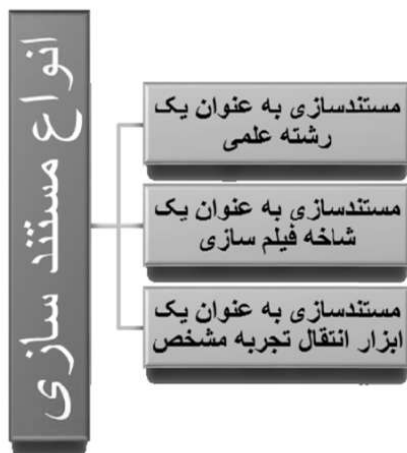 انواع مستند سازی
مستندسازی به عنوان یک
رشته علمی
مستندسازی به عنوان یک
شاخه فیلم سازی
مستندسازی به عنوان یک
ابزار انتقال تجربه مشخص